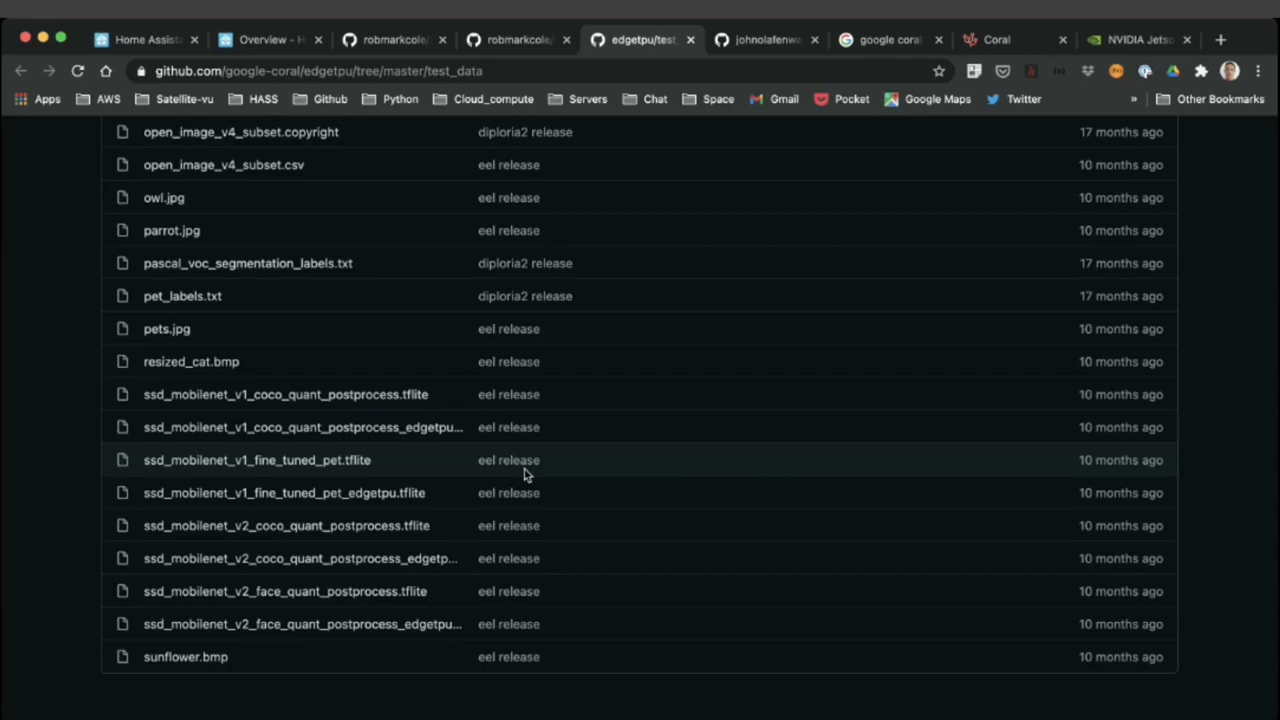 Home Assis
Overview - H
robmarkcole/
robmarkcole/
edgetpu/test_
johnolafenwa
google coral
Coral
NVIDIA Jets
github.com/google-coral/edgetpu/tree/master/test_data
Apps AWS Satellite-vu HASS Github Python Cloud_compute Servers Chat Space Gmail Pocket Google Maps Twitter » Other Bookmarks
open_image_v4_subset.copyright diploria2 release 17 months ago
open_image_v4_subset.csv eel release 10 months ago
owl.jpg eel release 10 months ago
parrot.jpg eel release 10 months ago
pascal_voc_segmentation_labels.txt diploria2 release 17 months ago
pet_labels.txt diploria2 release 17 months ago
pets.jpg eel release 10 months ago
resized_cat.bmp eel release 10 months ago
ssd_mobilenet_v1_coco_quant_postprocess.tflite eel release 10 months ago
ssd_mobilenet_v1_coco_quant_postprocess_edgetpu... eel release 10 months ago
ssd_mobilenet_v1_fine_tuned_pet.tflite eel release 10 months ago
ssd_mobilenet_v1_fine_tuned_pet_edgetpu.tflite eel release 10 months ago
ssd_mobilenet_v2_coco_quant_postprocess.tflite eel release 10 months ago
ssd_mobilenet_v2_coco_quant_postprocess_edgetp... eel release 10 months ago
ssd_mobilenet_v2_face_quant_postprocess.tflite eel release 10 months ago
ssd_mobilenet_v2_face_quant_postprocess_edgetpu... eel release 10 months ago
sunflower.bmp eel release 10 months ago